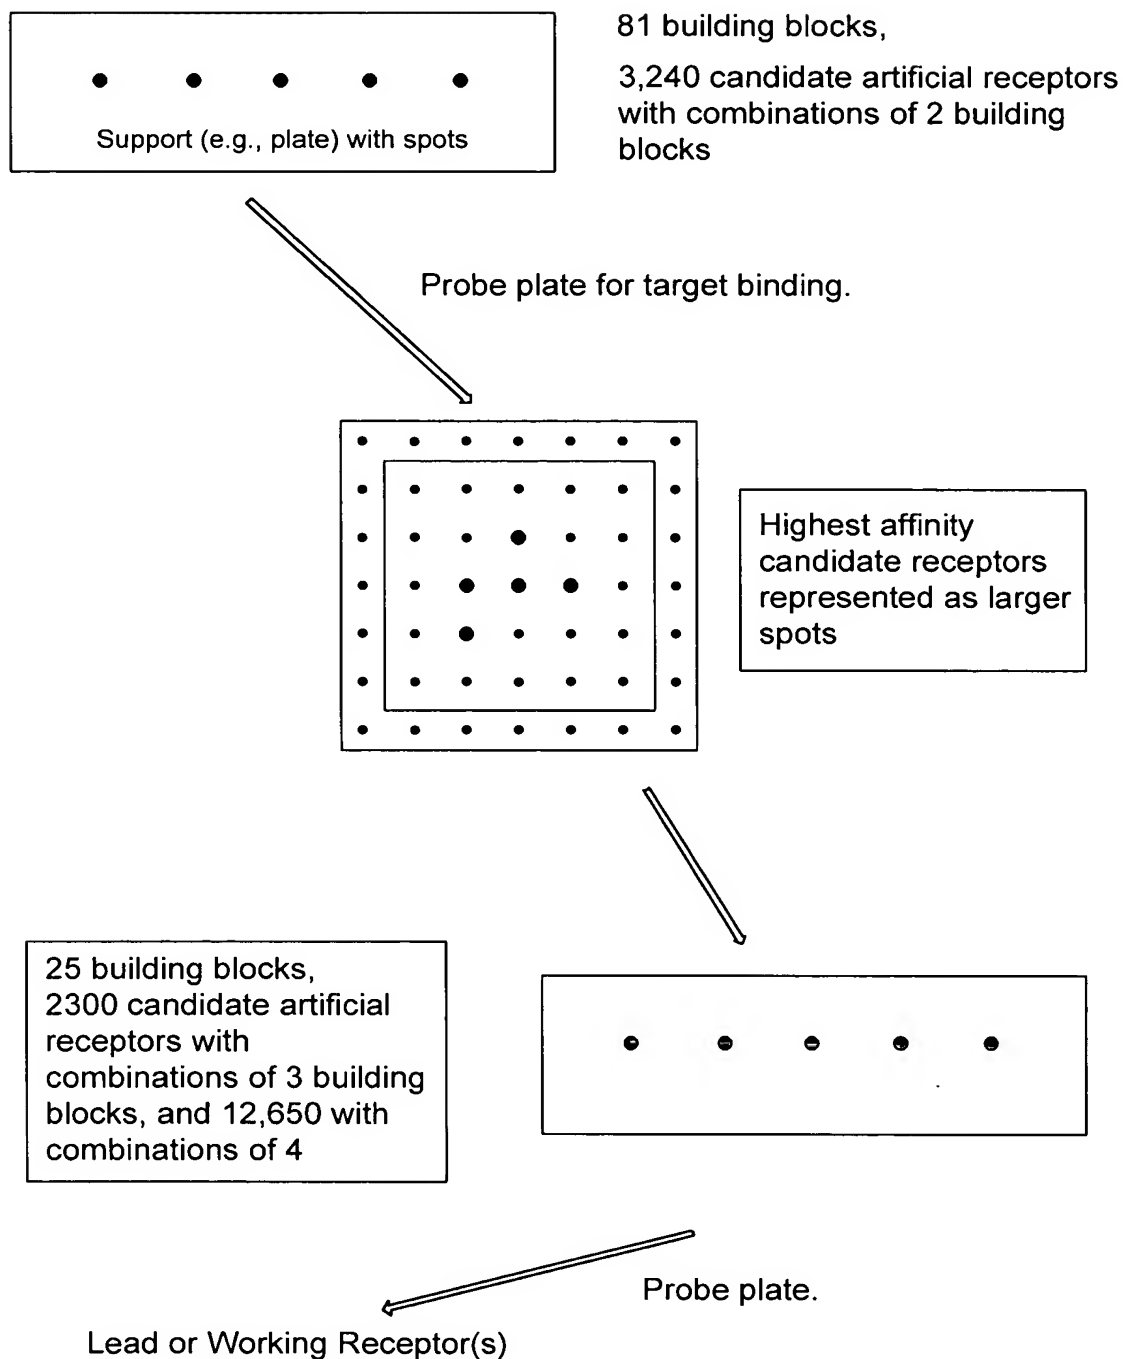 81 building blocks,
3,240 candidate artificial receptors
with combinations of 2 building
blocks
Support (e.g., plate) with spots
Probe plate for target binding.
Highest affinity
candidate receptors
represented as larger
spots
25 building blocks,
2300 candidate artificial
receptors with
combinations of 3 building
blocks, and 12,650 with
combinations of 4
Probe plate.
Lead or Working Receptor(s)